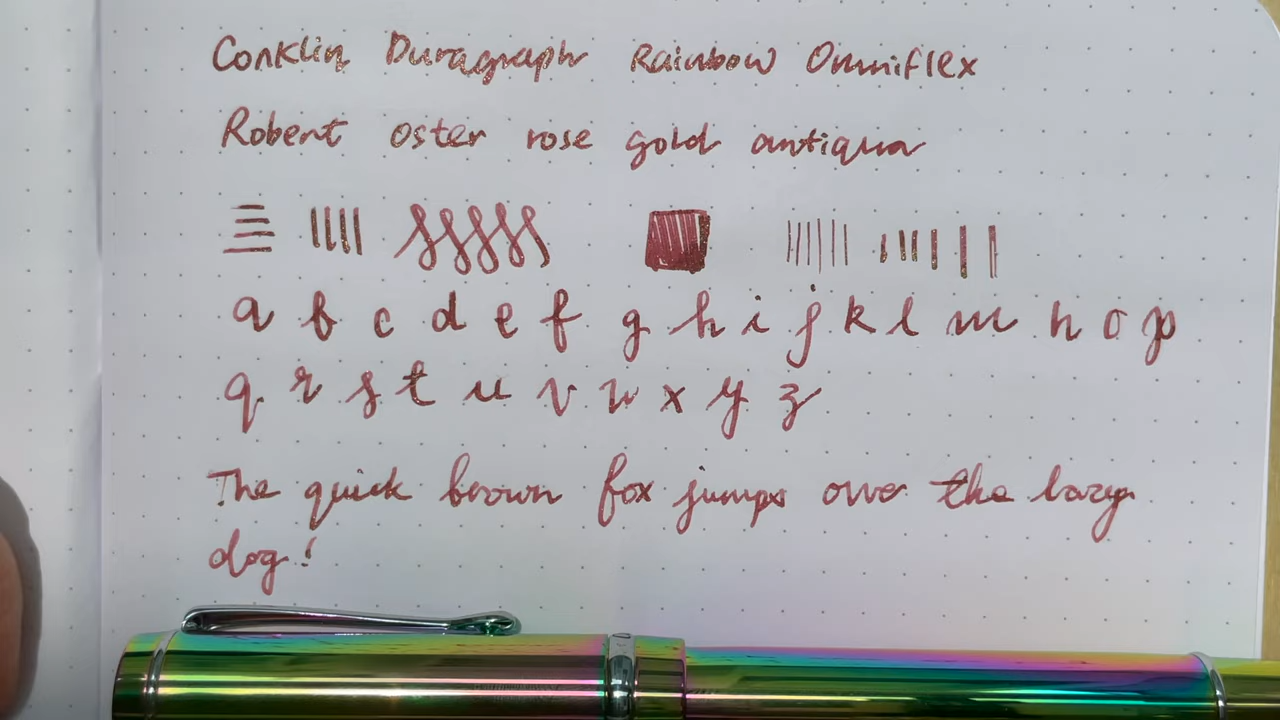 Conklin Duragraph Rainbow Omniflex
Robert Oster rose gold antiqua
a b c d e f g h i j k l m n o p
q r s t u v w x y z
The quick brown fox jumps over the lazy
dog!